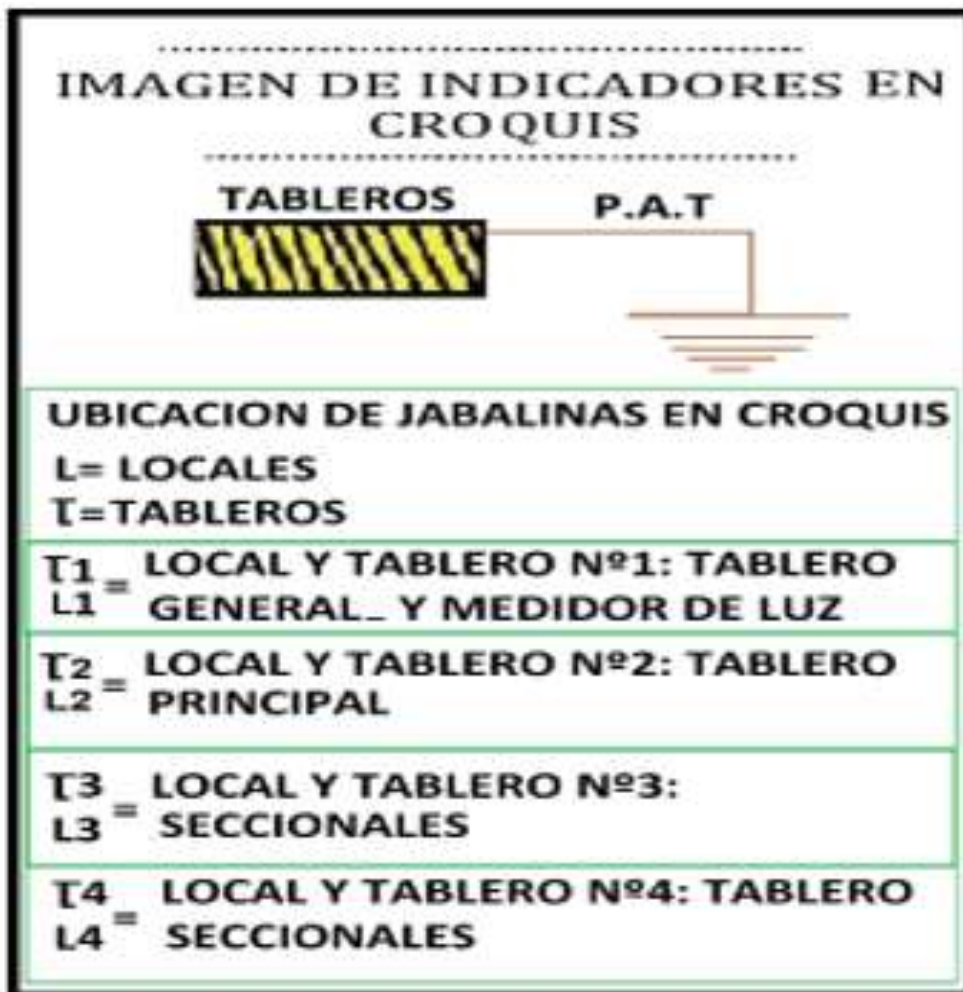 IMAGEN DE INDICADORES EN
CROQUIS
TABLEROS
P.A.T
UBICACION DE JABALINAS EN CROQUIS
L= LOCALES
T=TABLEROS
T1
L1 = LOCAL Y TABLERO Nº1: TABLERO
GENERAL_ Y MEDIDOR DE LUZ
T2
L2 = LOCAL Y TABLERO Nº2: TABLERO
PRINCIPAL
T3
L3 = LOCAL Y TABLERO Nº3:
SECCIONALES
T4
L4 = LOCAL Y TABLERO Nº4: TABLERO
SECCIONALES